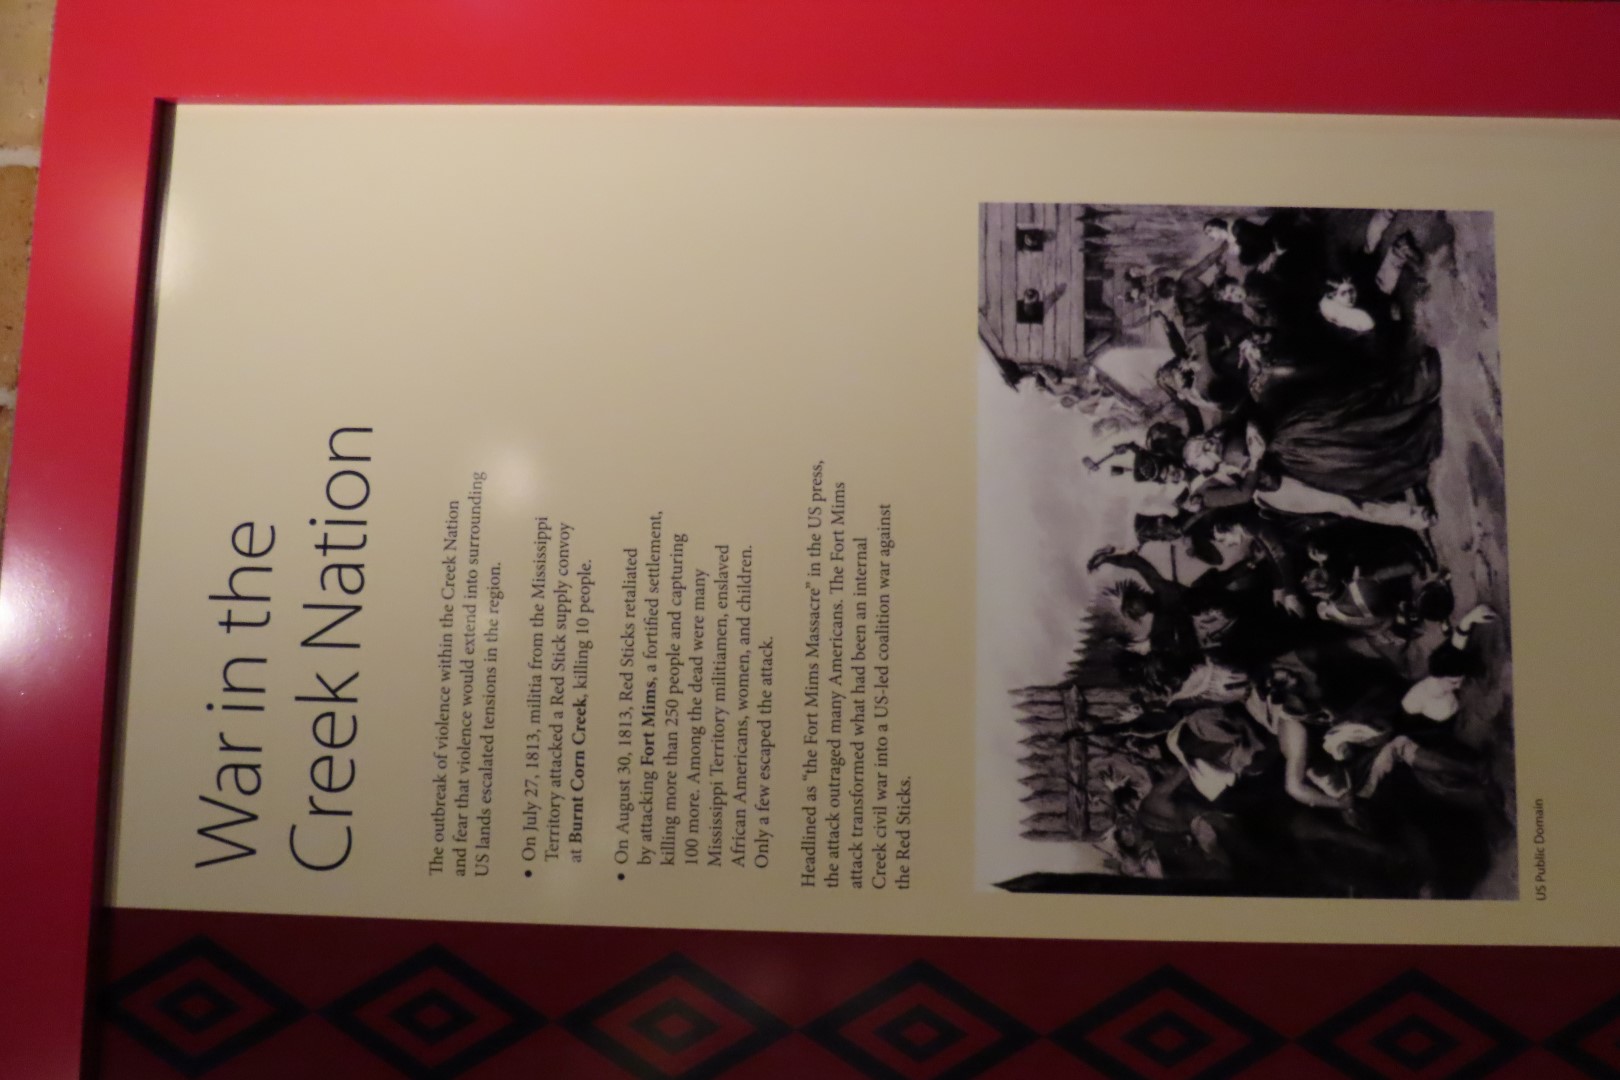 War in the
Creek Nation
The outbreak of violence within the Creek Nation
and fear that violence would extend into surrounding
US lands escalated tensions in the region.
• On July 27, 1813, militia from the Mississippi
Territory attacked a Red Stick supply convoy
at Burnt Corn Creek, killing 10 people.
• On August 30, 1813, Red Sticks retaliated
by attacking Fort Mims, a fortified settlement,
killing more than 250 people and capturing
100 more. Among the dead were many
Mississippi Territory militiamen, enslaved
African Americans, women, and children.
Only a few escaped the attack.
Headlined as "the Fort Mims Massacre" in the US press,
the attack outraged many Americans. The Fort Mims
attack transformed what had been an internal
Creek civil war into a US-led coalition war against
the Red Sticks.
US Public Domain